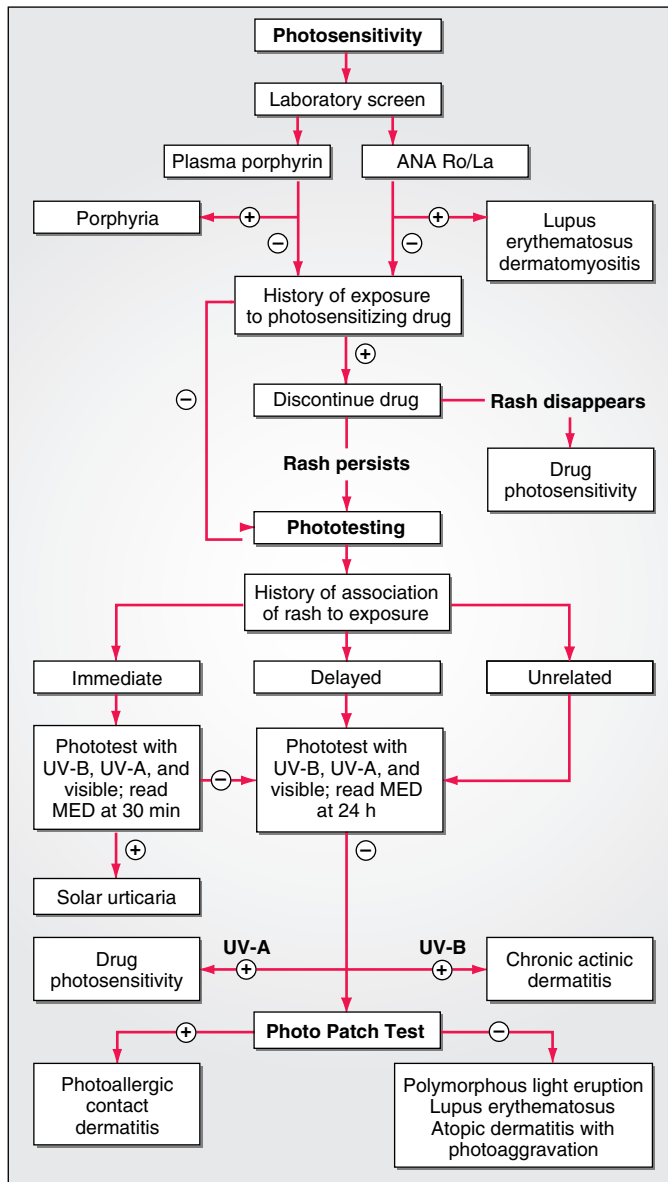 Photosensitivity
Laboratory screen
Plasma porphyrin
ANA Ro/La
Porphyria
+
−
+
−
Lupus
erythematosus
dermatomyositis
History of exposure
to photosensitizing drug
−
+
Discontinue drug
Rash disappears
Rash persists
Drug
photosensitivity
Phototesting
History of association
of rash to exposure
Immediate
Delayed
Unrelated
Phototest with
UV-B, UV-A, and
visible; read
MED at 30 min
−
Phototest with
UV-B, UV-A, and
visible; read MED
at 24 h
+
−
Solar urticaria
Drug
photosensitivity
UV-A
+
UV-B
+
Chronic actinic
dermatitis
Photo Patch Test
+
−
Photoallergic
contact
dermatitis
Polymorphous light eruption
Lupus erythematosus
Atopic dermatitis with
photoaggravation